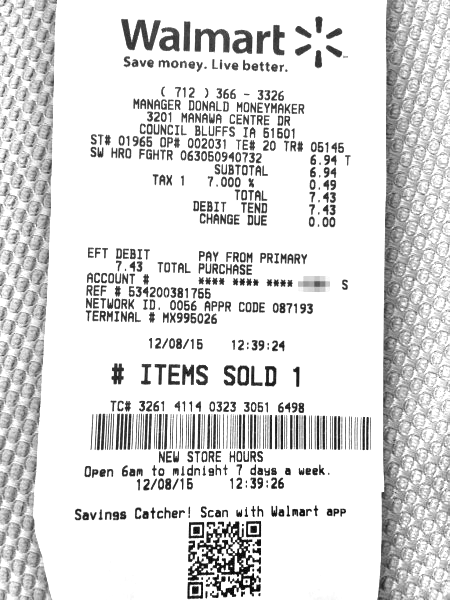 Walmart
Save money. Live better.
( 712 ) 366 - 3326
MANAGER DONALD MONEYMAKER
3201 MANAWA CENTRE DR
COUNCIL BLUFFS IA 51501
ST# 01965 OP# 002031 TE# 20 TR# 05145
SW HRO FGHTR 063050940732 6.94 T
SUBTOTAL 6.94
TAX 1 7.000 % 0.49
TOTAL 7.43
DEBIT TEND 7.43
CHANGE DUE 0.00
EFT DEBIT PAY FROM PRIMARY
7.43 TOTAL PURCHASE
ACCOUNT # **** **** **** S
REF # 534200381755
NETWORK ID. 0056 APPR CODE 087193
TERMINAL # MX995026
12/08/15 12:39:24
# ITEMS SOLD 1
TC# 3261 4114 0323 3051 6498
NEW STORE HOURS
Open 6am to midnight 7 days a week.
12/08/15 12:39:26
Savings Catcher! Scan with Walmart app